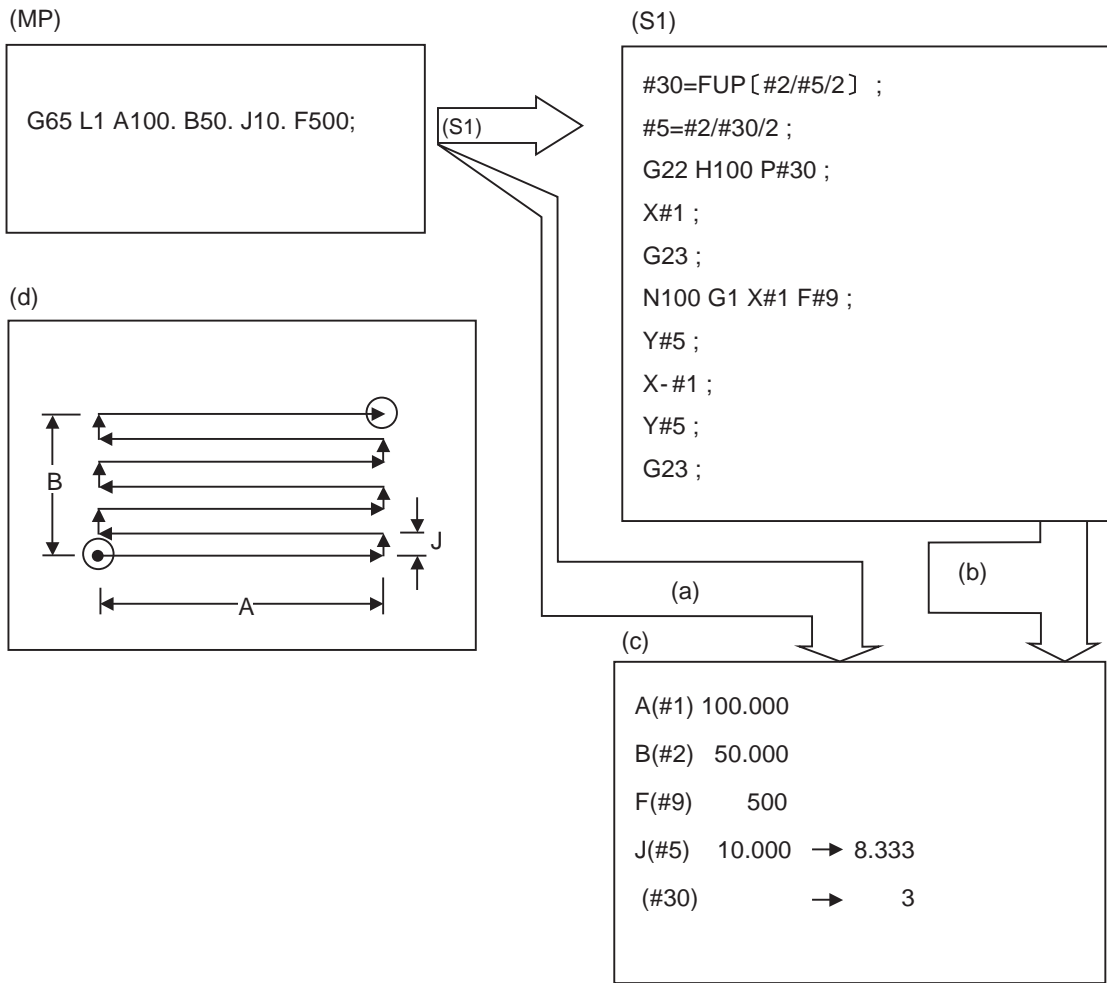 (MP)
G65 L1 A100. B50. J10. F500;
(S1)
(S1)
#30=FUP〔#2/#5/2〕 ;
#5=#2/#30/2 ;
G22 H100 P#30 ;
X#1 ;
G23 ;
N100 G1 X#1 F#9 ;
Y#5 ;
X-#1 ;
Y#5 ;
G23 ;
(d)
B
J
A
(a)
(b)
(c)
A(#1) 100.000
B(#2) 50.000
F(#9) 500
J(#5) 10.000 → 8.333
(#30) → 3